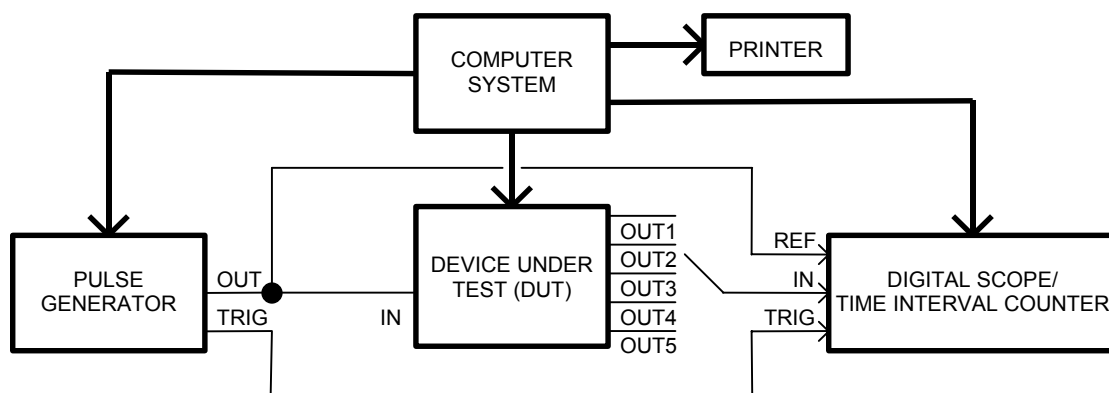 COMPUTER
SYSTEM
PRINTER
PULSE
GENERATOR
OUT
TRIG
IN
DEVICE UNDER
TEST (DUT)
OUT1
OUT2
OUT3
OUT4
OUT5
REF
IN
TRIG
DIGITAL SCOPE/
TIME INTERVAL COUNTER